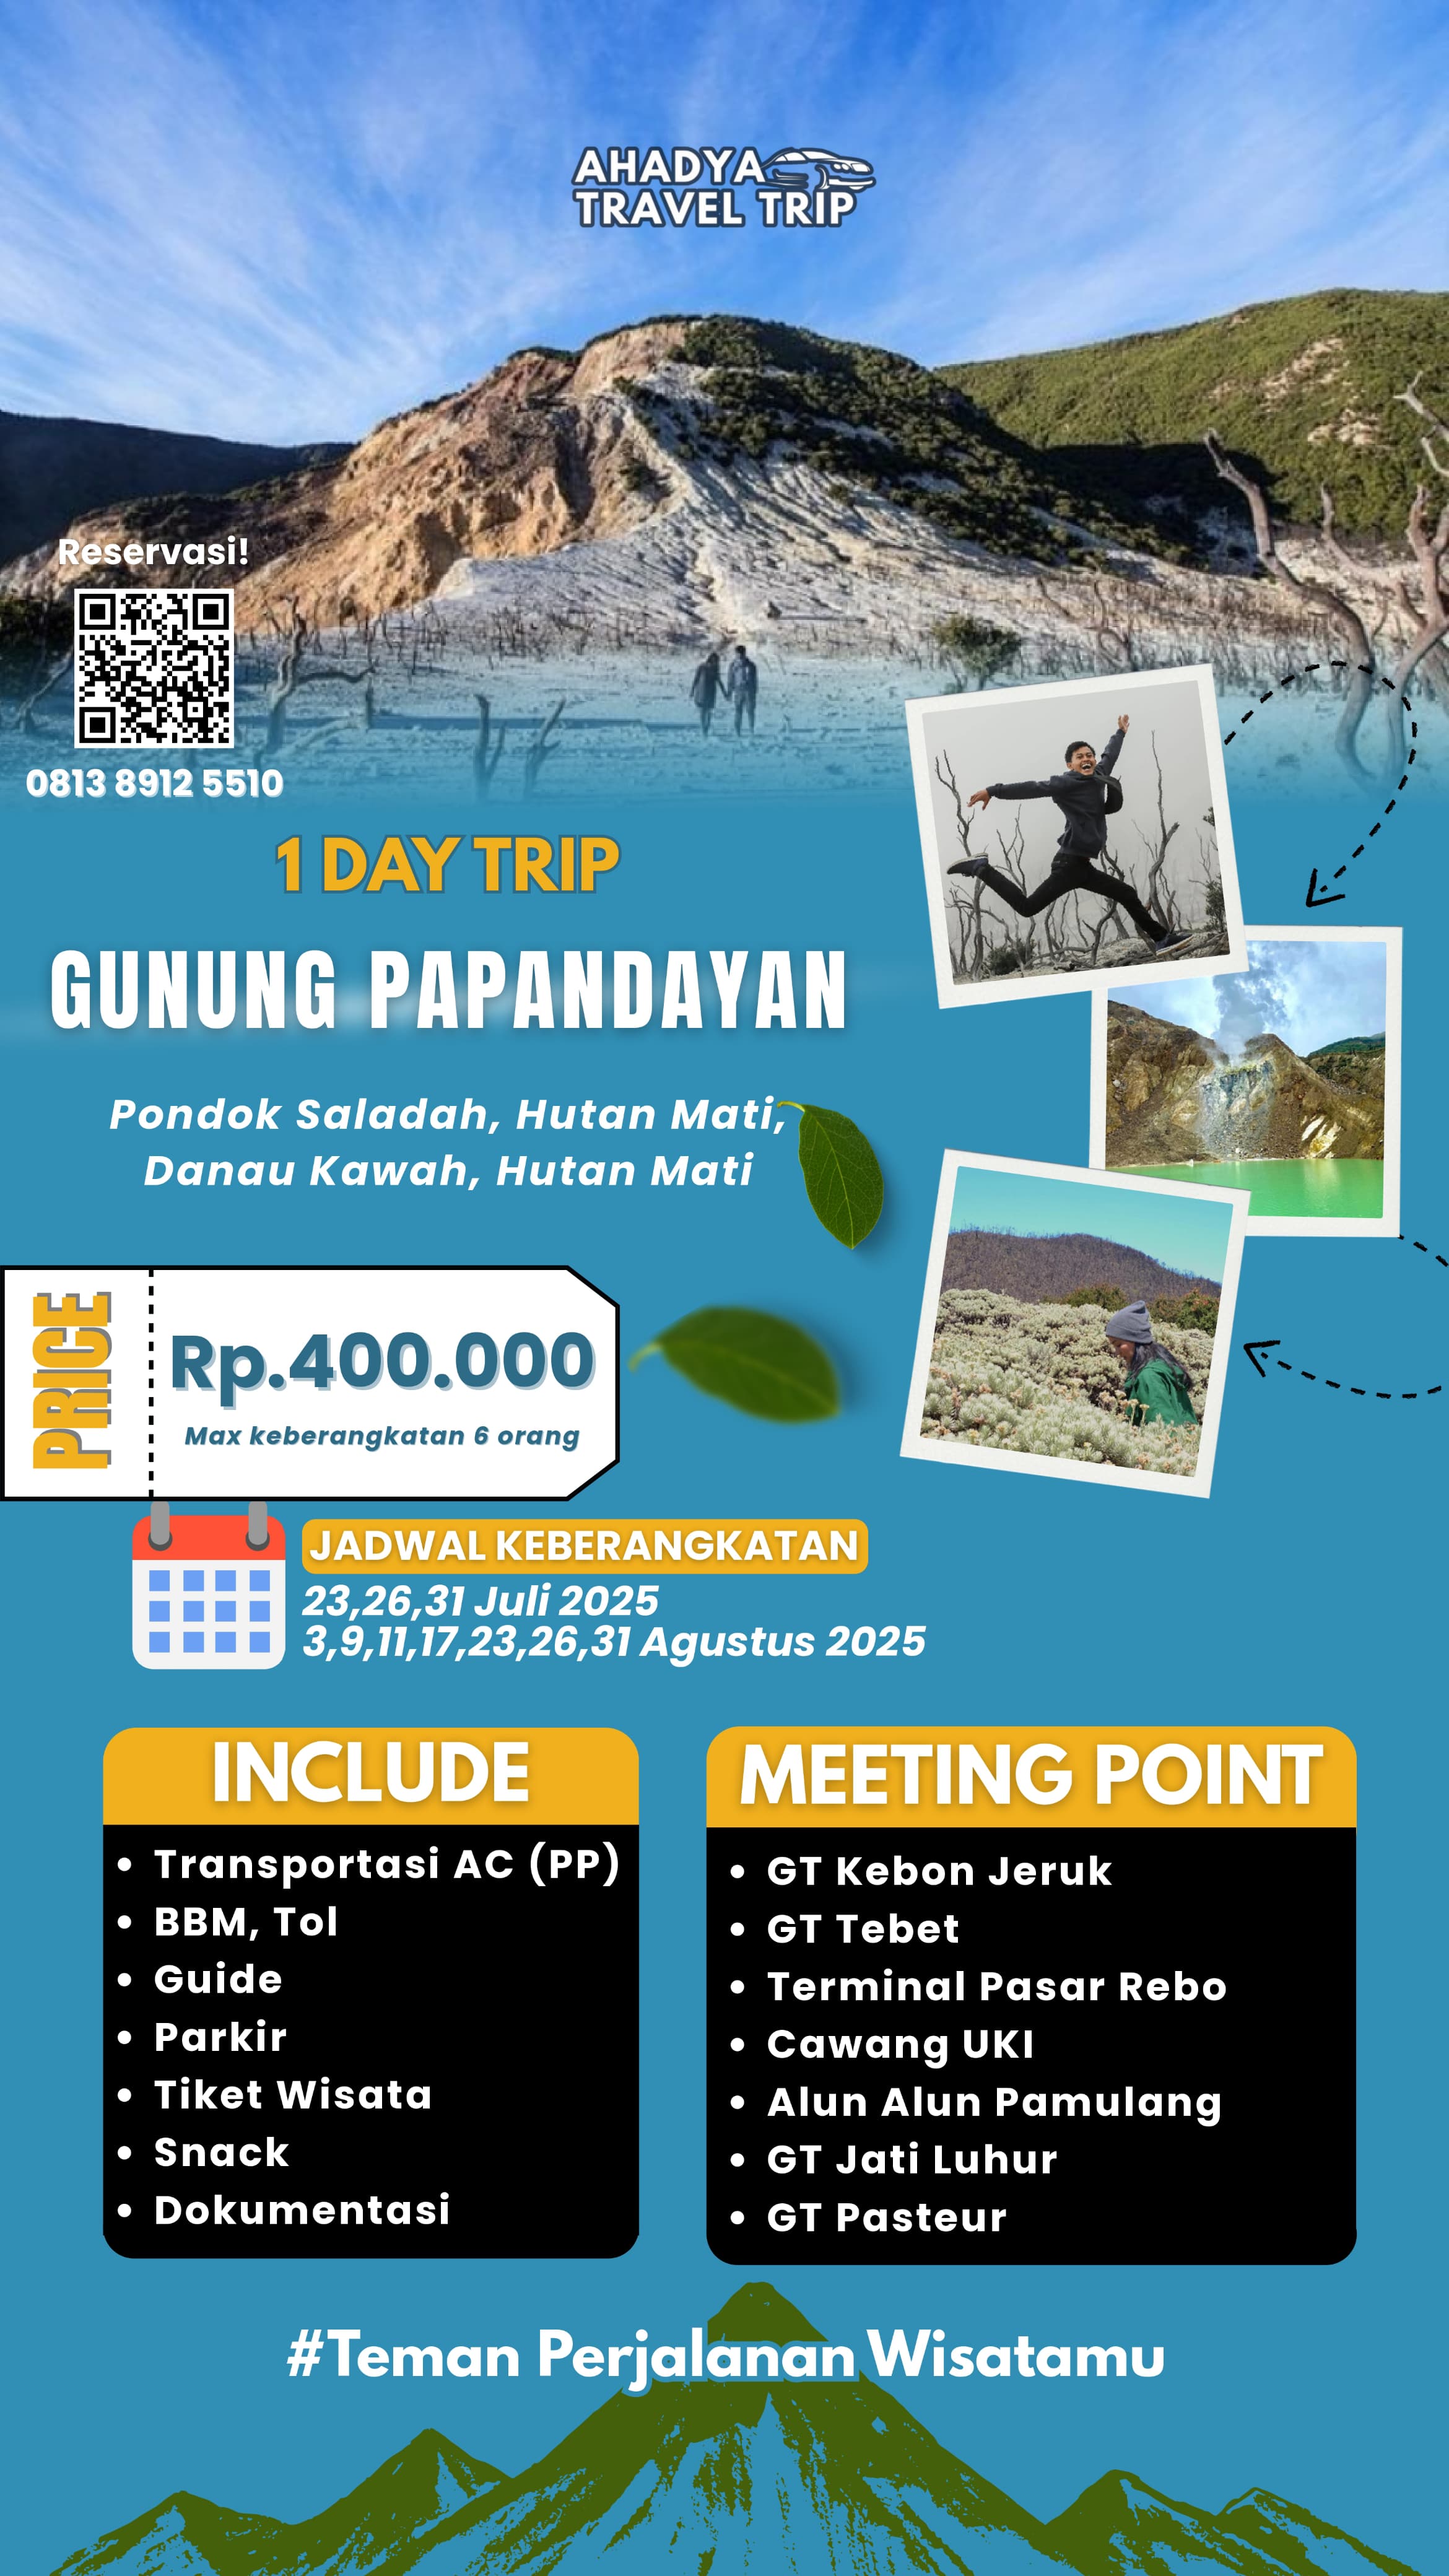 AHADYA
TRAVEL TRIP
Reservasi!
0813 8912 5510
1 DAY TRIP
GUNUNG PAPANDAYAN
Pondok Saladah, Hutan Mati,
Danau Kawah, Hutan Mati
PRICE
Rp.400.000
Max keberangkatan 6 orang
JADWAL KEBERANGKATAN
23,26,31 Juli 2025
3,9,11,17,23,26,31 Agustus 2025
INCLUDE
• Transportasi AC (PP)
• BBM, Tol
• Guide
• Parkir
• Tiket Wisata
• Snack
• Dokumentasi
MEETING POINT
• GT Kebon Jeruk
• GT Tebet
• Terminal Pasar Rebo
• Cawang UKI
• Alun Alun Pamulang
• GT Jati Luhur
• GT Pasteur
#Teman Perjalanan Wisatamu